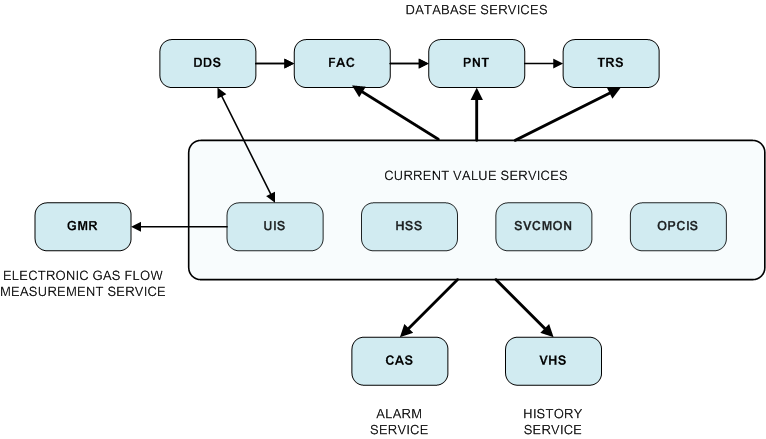 DATABASE SERVICES
DDS
FAC
PNT
TRS
CURRENT VALUE SERVICES
GMR
UIS
HSS
SVCMON
OPCIS
ELECTRONIC GAS FLOW
MEASUREMENT SERVICE
CAS
VHS
ALARM
SERVICE
HISTORY
SERVICE